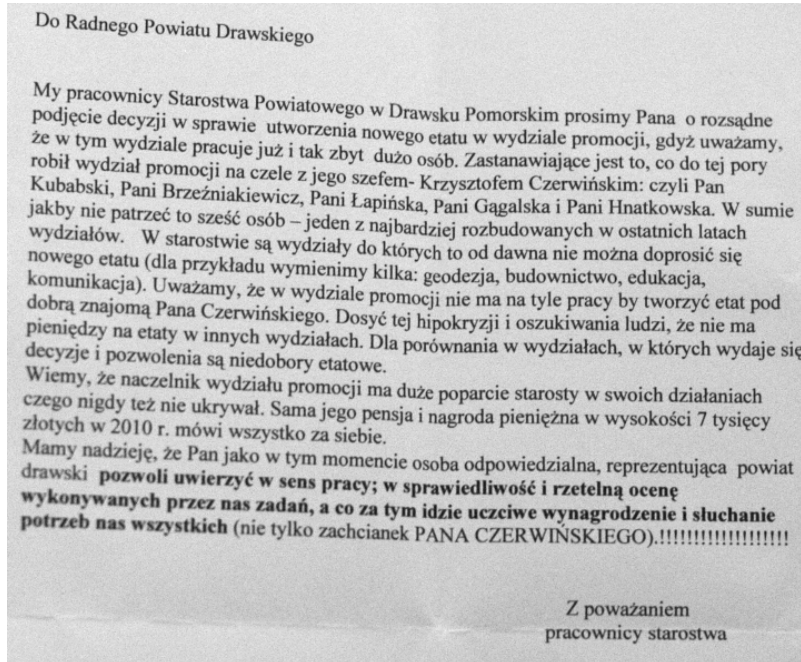 Do Radnego Powiatu Drawskiego
My pracownicy Starostwa Powiatowego w Drawsku Pomorskim prosimy Pana o rozsądne
podjęcie decyzji w sprawie utworzenia nowego etatu w wydziale promocji, gdyż uważamy,
że w tym wydziale pracuje już i tak zbyt dużo osób. Zastanawiające jest to, co do tej pory
robił wydział promocji na czele z jego szefem- Krzysztofem Czerwińskim: czyli Pan
Kubabski, Pani Brzeźniakiewicz, Pani Łapińska, Pani Gągalska i Pani Hnatkowska. W sumie
jakby nie patrzeć to sześć osób – jeden z najbardziej rozbudowanych w ostatnich latach
wydziałów. W starostwie są wydziały do których to od dawna nie można doprosić się
nowego etatu (dla przykładu wymienimy kilka: geodezja, budownictwo, edukacja,
komunikacja). Uważamy, że w wydziale promocji nie ma na tyle pracy by tworzyć etat pod
dobrą znajomą Pana Czerwińskiego. Dosyć tej hipokryzji i oszukiwania ludzi, że nie ma
pieniędzy na etaty w innych wydziałach. Dla porównania w wydziałach, w których wydaje się
decyzje i pozwolenia są niedobory etatowe.
Wiemy, że naczelnik wydziału promocji ma duże poparcie starosty w swoich działaniach
czego nigdy też nie ukrywał. Sama jego pensja i nagroda pieniężna w wysokości 7 tysięcy
złotych w 2010 r. mówi wszystko za siebie.
Mamy nadzieję, że Pan jako w tym momencie osoba odpowiedzialna, reprezentująca powiat
drawski pozwoli uwierzyć w sens pracy; w sprawiedliwość i rzetelną ocenę
wykonywanych przez nas zadań, a co za tym idzie uczciwe wynagrodzenie i słuchanie
potrzeb nas wszystkich (nie tylko zachcianek PANA CZERWIŃSKIEGO).!!!!!!!!!!!!!!!!!!!
Z poważaniem
pracownicy starostwa